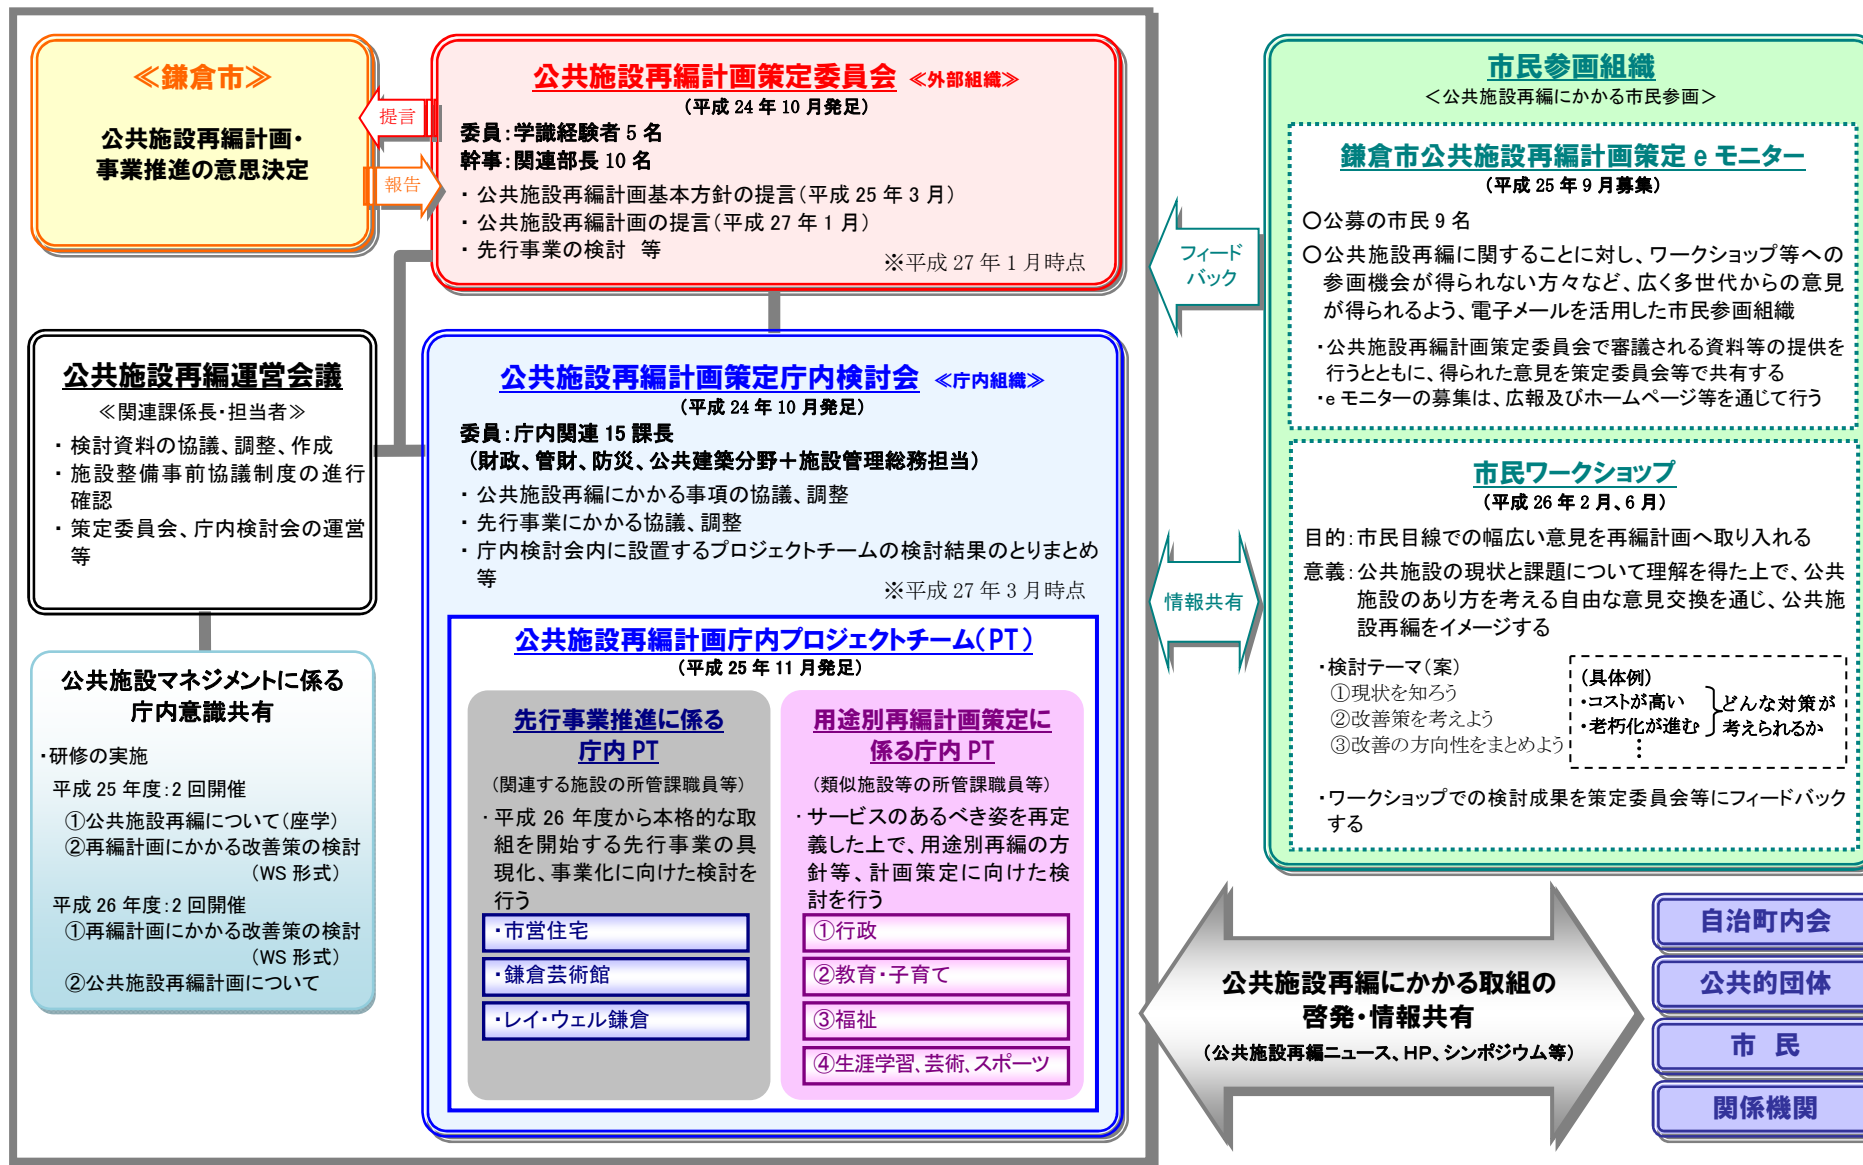 ≪鎌倉市≫
公共施設再編計画・
事業推進の意思決定
提言
報告
公共施設再編計画策定委員会 ≪外部組織≫
(平成 24 年 10 月発足)
委員:学識経験者 5 名
幹事:関連部長 10 名
・公共施設再編計画基本方針の提言(平成 25 年 3 月)
・公共施設再編計画の提言(平成 27 年 1 月)
・先行事業の検討 等
※平成 27 年 1 月時点
公共施設再編運営会議
≪関連課係長・担当者≫
・検討資料の協議、調整、作成
・施設整備事前協議制度の進行
確認
・策定委員会、庁内検討会の運営
等
公共施設マネジメントに係る
庁内意識共有
・研修の実施
平成 25 年度:2 回開催
①公共施設再編について(座学)
②再編計画にかかる改善策の検討
(WS 形式)
平成 26 年度:2 回開催
①再編計画にかかる改善策の検討
(WS 形式)
②公共施設再編計画について
公共施設再編計画策定庁内検討会 ≪庁内組織≫
(平成 24 年 10 月発足)
委員:庁内関連 15 課長
(財政、管財、防災、公共建築分野+施設管理総務担当)
・公共施設再編にかかる事項の協議、調整
・先行事業にかかる協議、調整
・庁内検討会内に設置するプロジェクトチームの検討結果のとりまとめ
等
※平成 27 年 3 月時点
公共施設再編計画庁内プロジェクトチーム(PT)
(平成 25 年 11 月発足)
先行事業推進に係る
庁内 PT
(関連する施設の所管課職員等)
・平成 26 年度から本格的な取
組を開始する先行事業の具
現化、事業化に向けた検討を
行う
・市営住宅
・鎌倉芸術館
・レイ・ウェル鎌倉
用途別再編計画策定に
係る庁内 PT
(類似施設等の所管課職員等)
・サービスのあるべき姿を再定
義した上で、用途別再編の方
針等、計画策定に向けた検
討を行う
①行政
②教育・子育て
③福祉
④生涯学習、芸術、スポーツ
フィード
バック
情報共有
市民参画組織
<公共施設再編にかかる市民参画>
鎌倉市公共施設再編計画策定 e モニター
(平成 25 年 9 月募集)
○公募の市民 9 名
○公共施設再編に関することに対し、ワークショップ等への
参画機会が得られない方々など、広く多世代からの意見
が得られるよう、電子メールを活用した市民参画組織
・公共施設再編計画策定委員会で審議される資料等の提供を
行うとともに、得られた意見を策定委員会等で共有する
・e モニターの募集は、広報及びホームページ等を通じて行う
市民ワークショップ
(平成 26 年 2 月、6 月)
目的:市民目線での幅広い意見を再編計画へ取り入れる
意義:公共施設の現状と課題について理解を得た上で、公共
施設のあり方を考える自由な意見交換を通じ、公共施
設再編をイメージする
・検討テーマ(案)
①現状を知ろう
②改善策を考えよう
③改善の方向性をまとめよう
(具体例)
・コストが高い
・老朽化が進む
⋮
どんな対策が
考えられるか
・ワークショップでの検討成果を策定委員会等にフィードバック
する
公共施設再編にかかる取組の
啓発・情報共有
(公共施設再編ニュース、HP、シンポジウム等)
自治町内会
公共的団体
市 民
関係機関